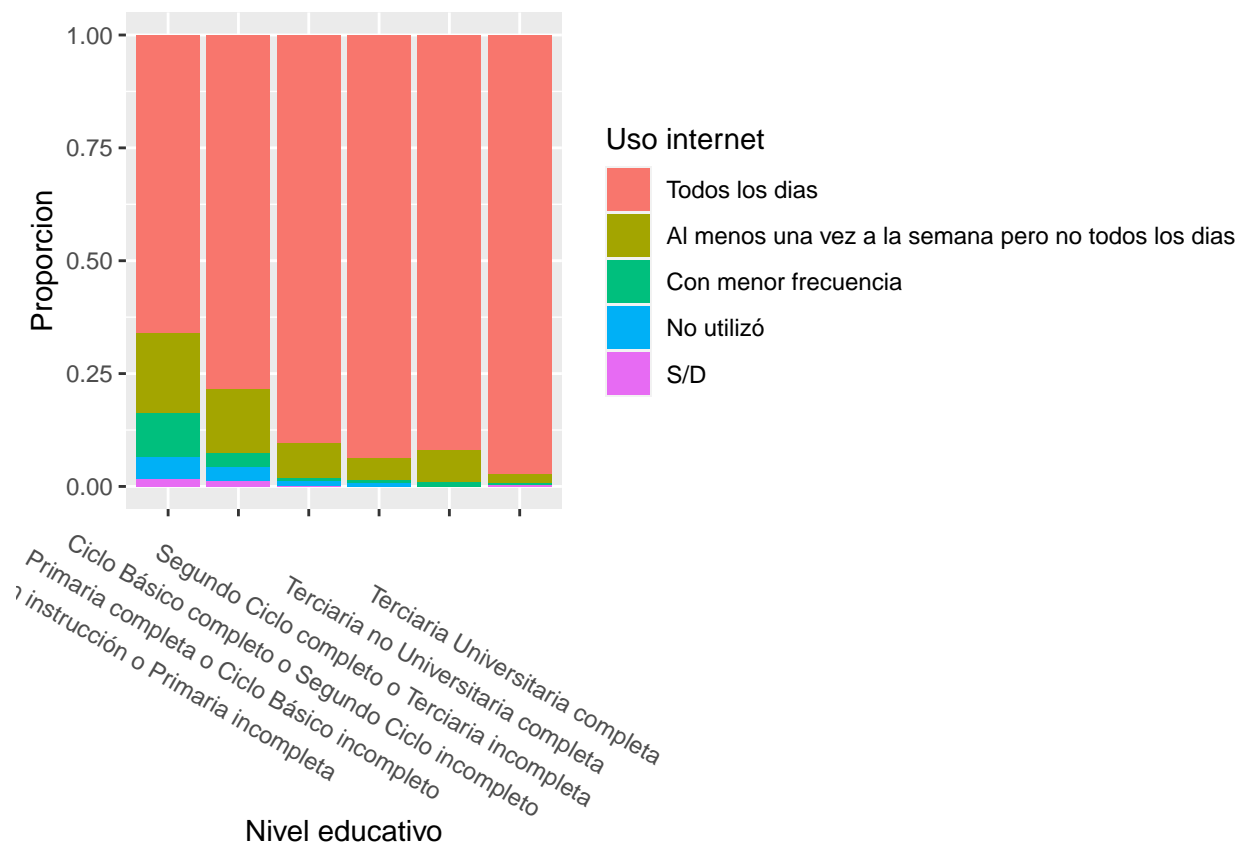 1.00
0.75
0.50
0.25
0.00
Proporcion
instrucción o Primaria incompleta
Primaria completa o Ciclo Básico incompleto
Ciclo Básico completo o Segundo Ciclo incompleto
Segundo Ciclo completo o Terciaria incompleta
Terciaria no Universitaria completa
Terciaria Universitaria completa
Nivel educativo
Uso internet
Todos los dias
Al menos una vez a la semana pero no todos los dias
Con menor frecuencia
No utilizó
S/D